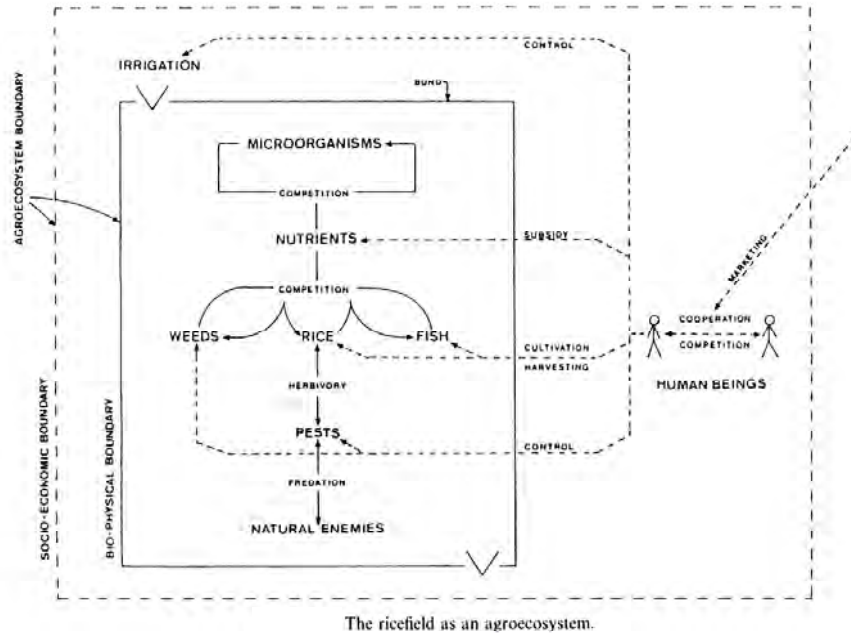 CONTROL
IRRIGATION
BUND
MICROORGANISMS
COMPETITION
NUTRIENTS
SUBSIDY
MARKETING
COMPETITION
COOPERATION
WEEDS
RICE
FISH
CULTIVATION
COMPETITION
HARVESTING
HUMAN BEINGS
HERBIVORY
PESTS
CONTROL
PREDATION
NATURAL ENEMIES
AGROECOSYSTEM BOUNDARY
SOCIO-ECONOMIC BOUNDARY
BIO-PHYSICAL BOUNDARY
The ricefield as an agroecosystem.